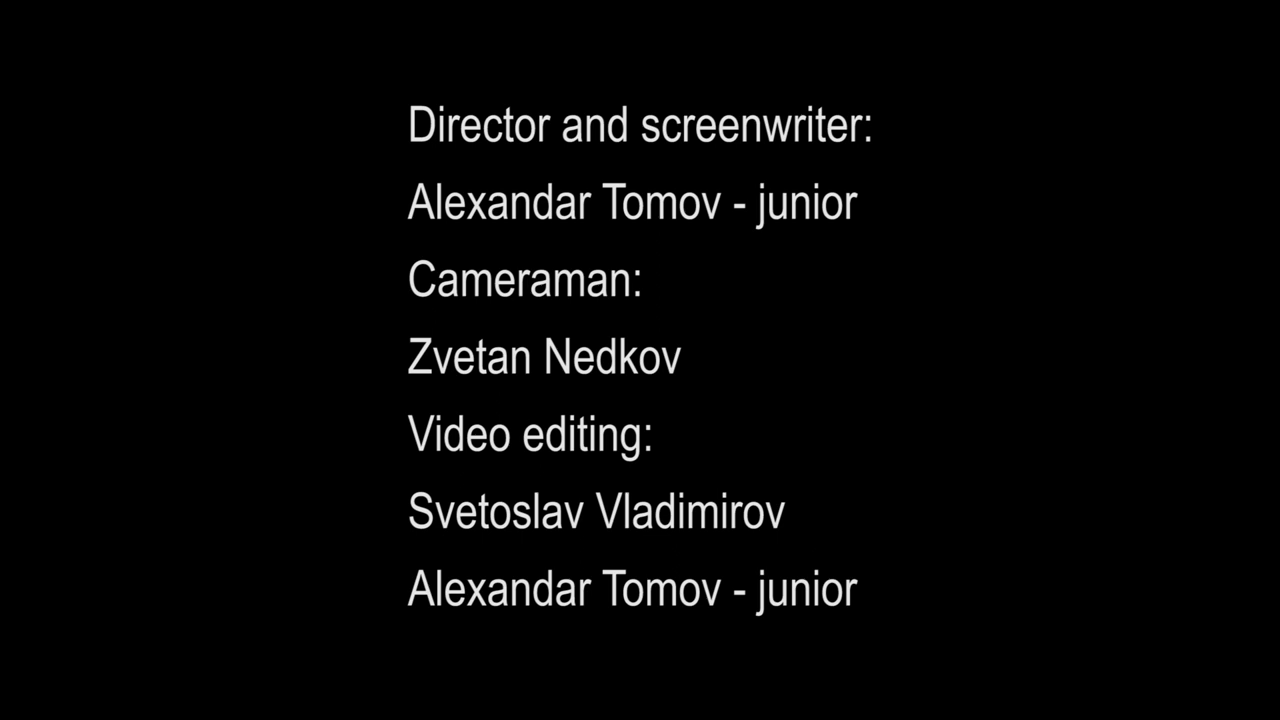 Director and screenwriter:
Alexandar Tomov - junior
Cameraman:
Zvetan Nedkov
Video editing:
Svetoslav Vladimirov
Alexandar Tomov - junior